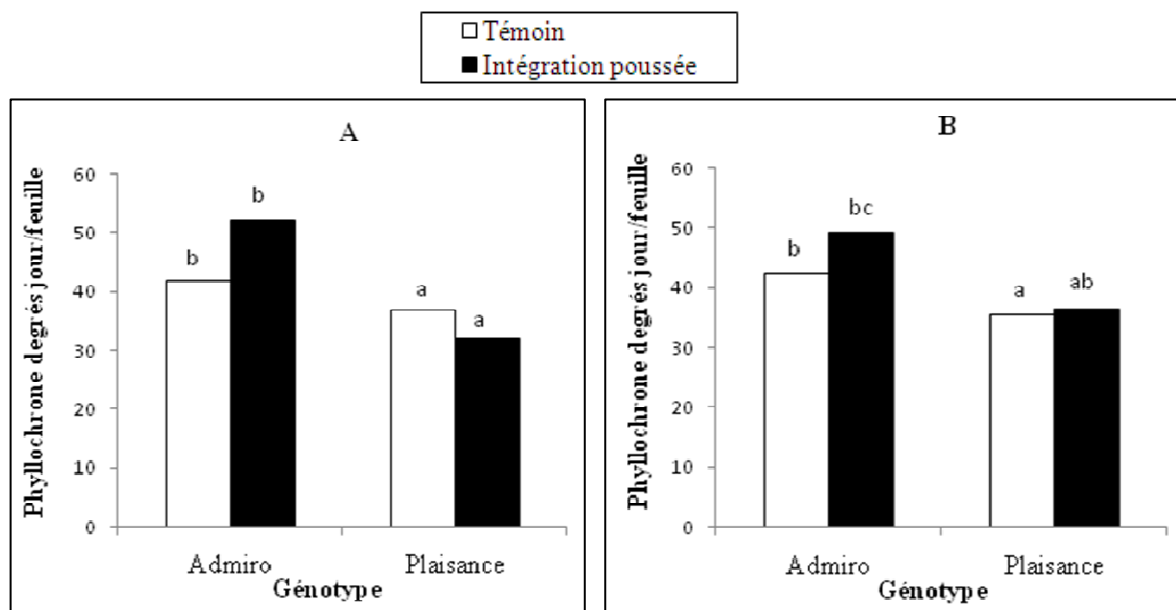 Témoin
Intégration poussée
A
Phyllochrone degrés jour/feuille
60
50
40
30
20
10
0
b
b
a
a
Admiro
Plaisance
Génotype
B
Phyllochrone degrés jour/feuille
60
50
40
30
20
10
0
b
bc
a
ab
Admiro
Plaisance
Génotype